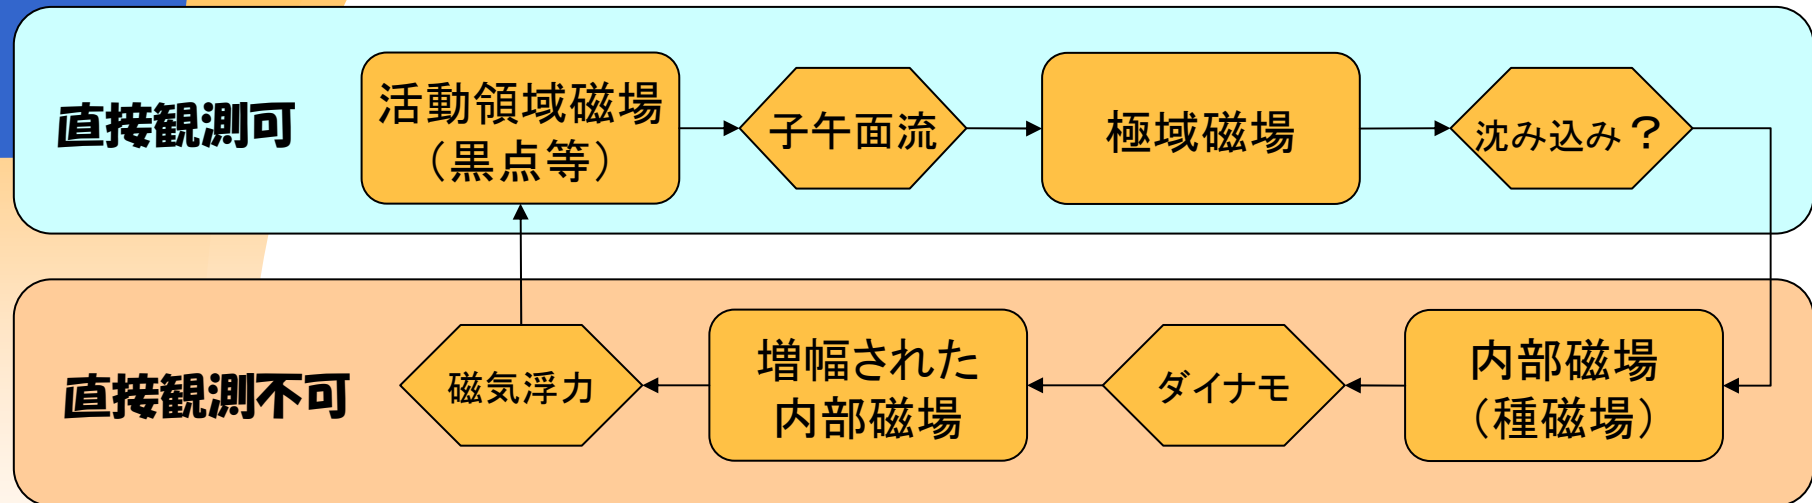 直接観測可
活動領域磁場
（黒点等）
子午面流
極域磁場
沈み込み？
直接観測不可
磁気浮力
増幅された
内部磁場
ダイナモ
内部磁場
（種磁場）